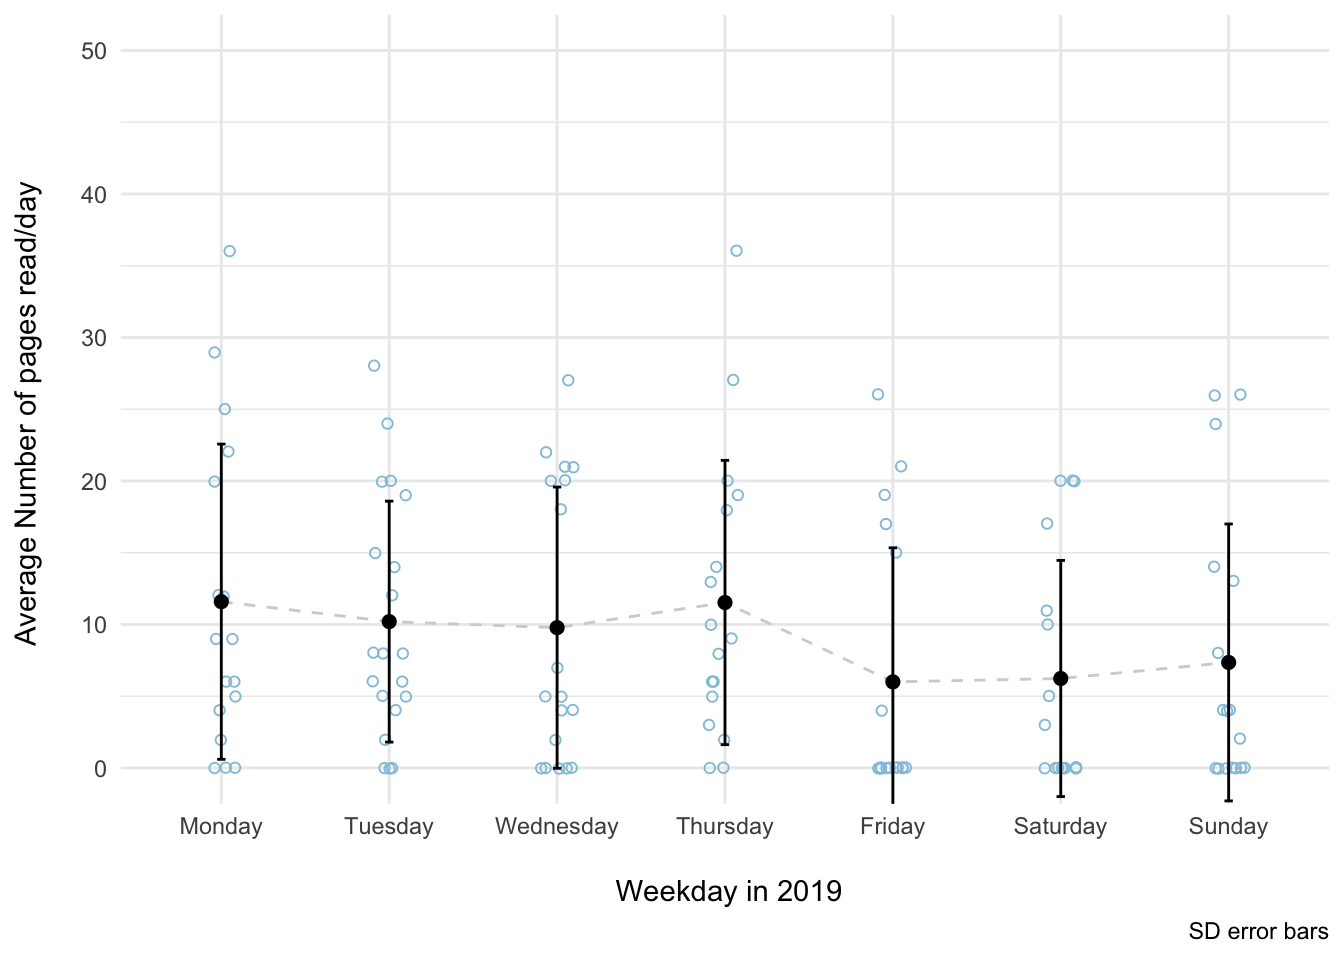 Average Number of pages read/day
50
40
30
20
10
0
Monday Tuesday Wednesday Thursday Friday Saturday Sunday
Weekday in 2019
SD error bars